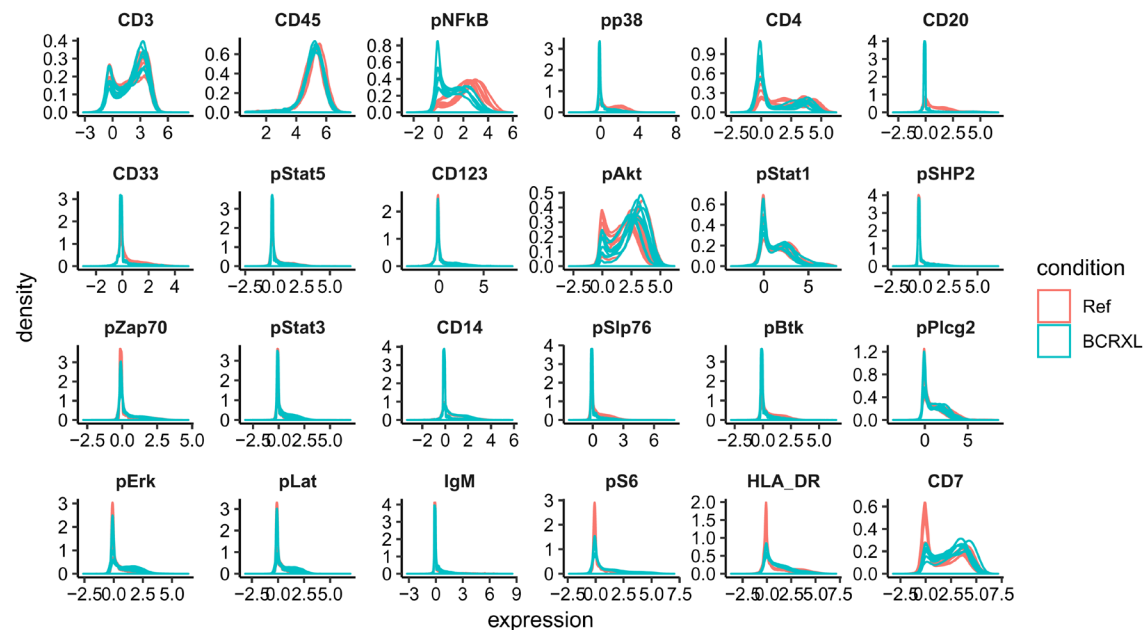 CD3 CD45 pNFkB pp38 CD4 CD20
0.4 0.3 0.2 0.1 0.0
0.6 0.4 0.2 0.0
0.8 0.6 0.4 0.2 0.0
3 2 1 0
0.9 0.6 0.3 0.0
4 3 2 1 0
−3 0 3 6
2 4 6
−2 0 2 4 6
0 4 8
−2.5 0.0 2.5 5.0
−2.5 0.0 2.5 5.0
CD33 pStat5 CD123 pAkt pStat1 pSHP2
3 2 1 0
3 2 1 0
2 1 0
0.5 0.4 0.3 0.2 0.1 0.0
0.6 0.4 0.2 0.0
4 3 2 1 0
−2 0 2 4
−2.5 0.0 2.5 5.0
0 5
−2.5 0.0 2.5 5.0
0 5
−2.5 0.0 2.5 5.0
pZap70 pStat3 CD14 pSlp76 pBtk pPlcg2
3 2 1 0
3 2 1 0
4 3 2 1 0
3 2 1 0
3 2 1 0
1.2 0.8 0.4 0.0
−2.5 0.0 2.5 5.0
−2.5 0.0 2.5 5.0
−2 0 2 4 6
0 3 6
−2.5 0.0 2.5 5.0
0 5
pErk pLat IgM pS6 HLA_DR CD7
3 2 1 0
3 2 1 0
4 3 2 1 0
3 2 1 0
2.0 1.5 1.0 0.5 0.0
0.6 0.4 0.2 0.0
−2.5 0.0 2.5 5.0
−2.5 0.0 2.5 5.0
−3 0 3 6 9
−2.5 0.0 2.5 5.0 7.5
−2.5 0.0 2.5 5.0 7.5
−2.5 0.0 2.5 5.0 7.5
density
expression
condition
Ref
BCRXL